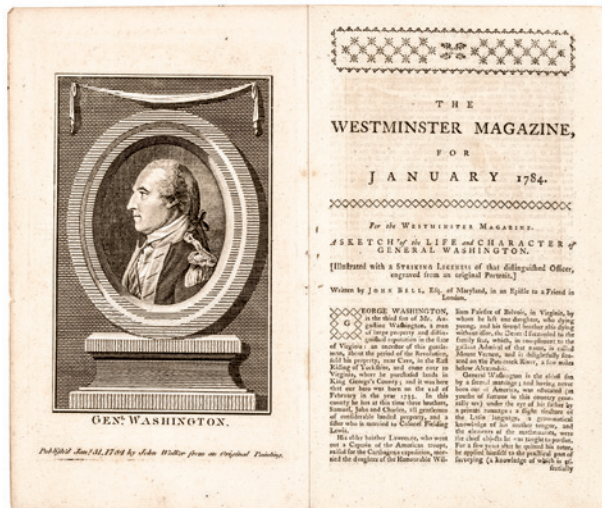 GENL. WASHINGTON.
Publish'd Jany. 31, 1784 by John Walker from an Original Painting.
THE
WESTMINSTER MAGAZINE,
FOR
JANUARY 1784.
For the WESTMINSTER MAGAZINE.
A SKETCH of the LIFE and CHARACTER of
GENERAL WASHINGTON.
[Illustrated with a STRIKING LIKENESS of that distinguished Officer,
engraved from an original Portrait.]
Written by JOHN BELL, Esq. of Maryland, in an Epistle to a Friend in
London.
GEORGE WASHINGTON,
is the third son of Mr. Au-
gustine Washington, a man
of large property and distin-
guished reputation in the state
of Virginia: an ancestor of this gentle-
man, about the period of the Revolution,
sold his property, near Cave, in the East
Riding of Yorkshire, and came over to
Virginia, where he purchased lands in
King George's County; and it was here
that our hero was born on the end of
February in the year 1733. In this
county he has at this time three brothers,
Samuel, John and Charles, all gentlemen
of considerable landed property, and a
sister who is married to Colonel Fielding
Lewis.
His elder brother Lawrence, who went
out a Captain of the American troops,
raised for the Carthagena expedition, mar-
ried the daughter of the Honourable Wil-
liam Fairfax of Belvoir, in Virginia, by
whom he left one daughter, who dying
young, and his second brother also dying
without issue, the General succeeded to the
family seat, which, in compliment to the
gallant Admiral of that name, is called
Mount Vernon, and is delightfully situ-
ated on the Patomack River, a few miles
below Alexandria.
General Washington is the eldest son
by a second marriage; and having never
been out of America, was educated (as
youths of fortune in this country gene-
rally are) under the eye of his father by
a private tutorage: a slight tincture of
the Latin language, a grammatical
knowledge of his mother tongue, and
the elements of the mathematics, were
the chief objects he was taught to pursue.
For a few years after he quitted his tutor,
he applied himself to the practical part of
surveying (a knowledge of which is es-
sentially